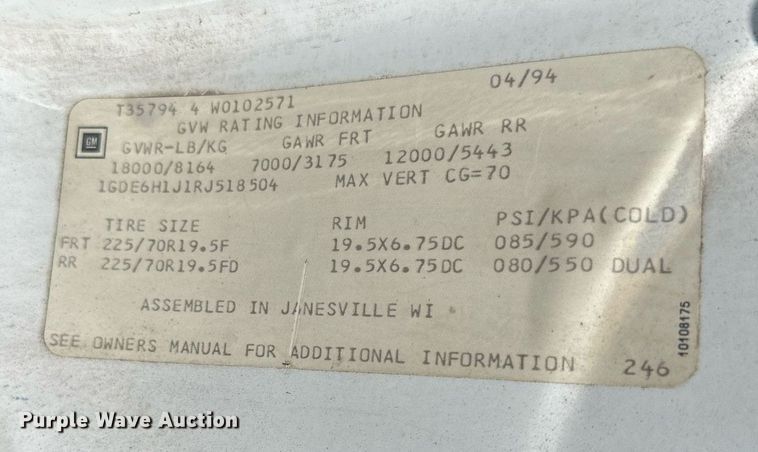 04/94
T35794 4 W0102571
GVW RATING INFORMATION
GM
GVWR-LB/KG GAWR FRT GAWR RR
18000/8164 7000/3175 12000/5443
1GDE6H1J1RJ518504 MAX VERT CG=70
TIRE SIZE RIM PSI/KPA(COLD)
FRT 225/70R19.5F 19.5X6.75DC 085/590
RR 225/70R19.5FD 19.5X6.75DC 080/550 DUAL
ASSEMBLED IN JANESVILLE WI
10108175
SEE OWNERS MANUAL FOR ADDITIONAL INFORMATION 246
Purple Wave Auction